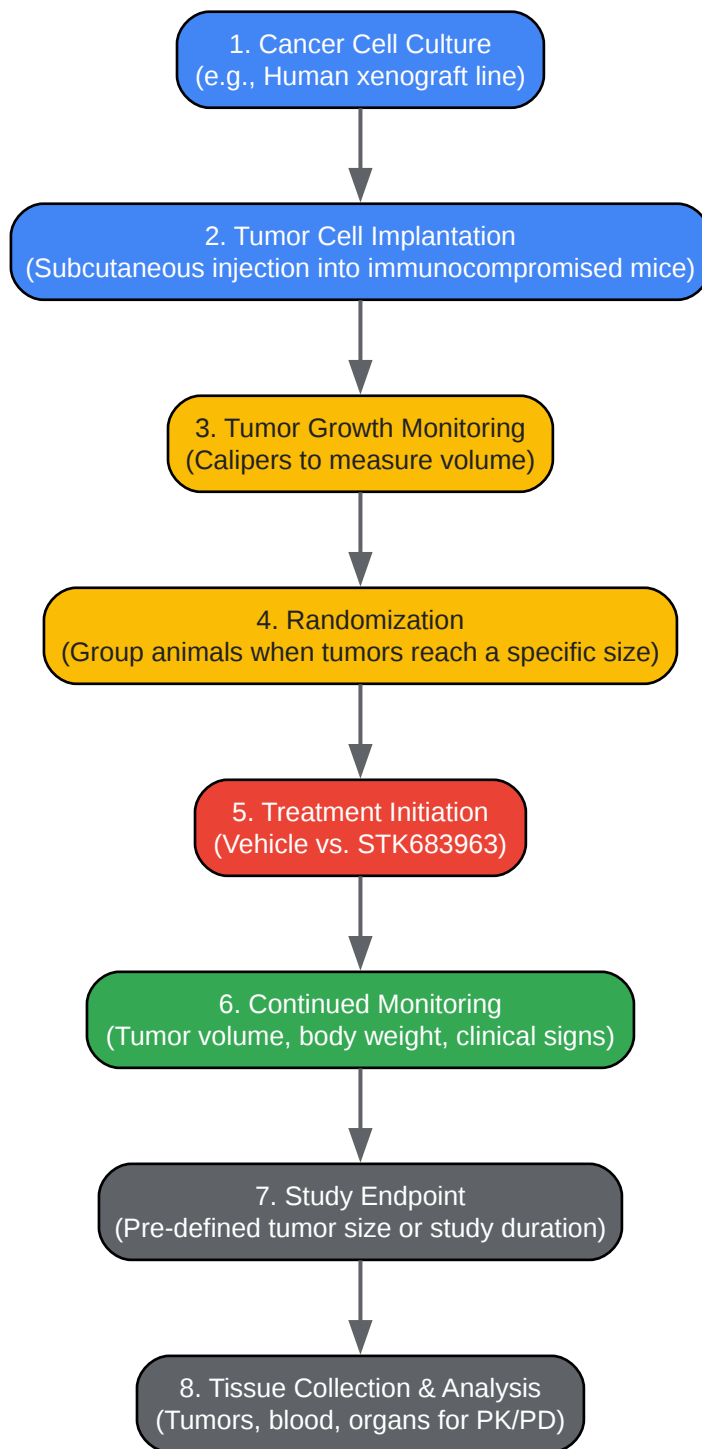 1. Cancer Cell Culture
(e.g., Human xenograft line)
2. Tumor Cell Implantation
(Subcutaneous injection into immunocompromised mice)
3. Tumor Growth Monitoring
(Calipers to measure volume)
4. Randomization
(Group animals when tumors reach a specific size)
5. Treatment Initiation
(Vehicle vs. STK683963)
6. Continued Monitoring
(Tumor volume, body weight, clinical signs)
7. Study Endpoint
(Pre-defined tumor size or study duration)
8. Tissue Collection & Analysis
(Tumors, blood, organs for PK/PD)